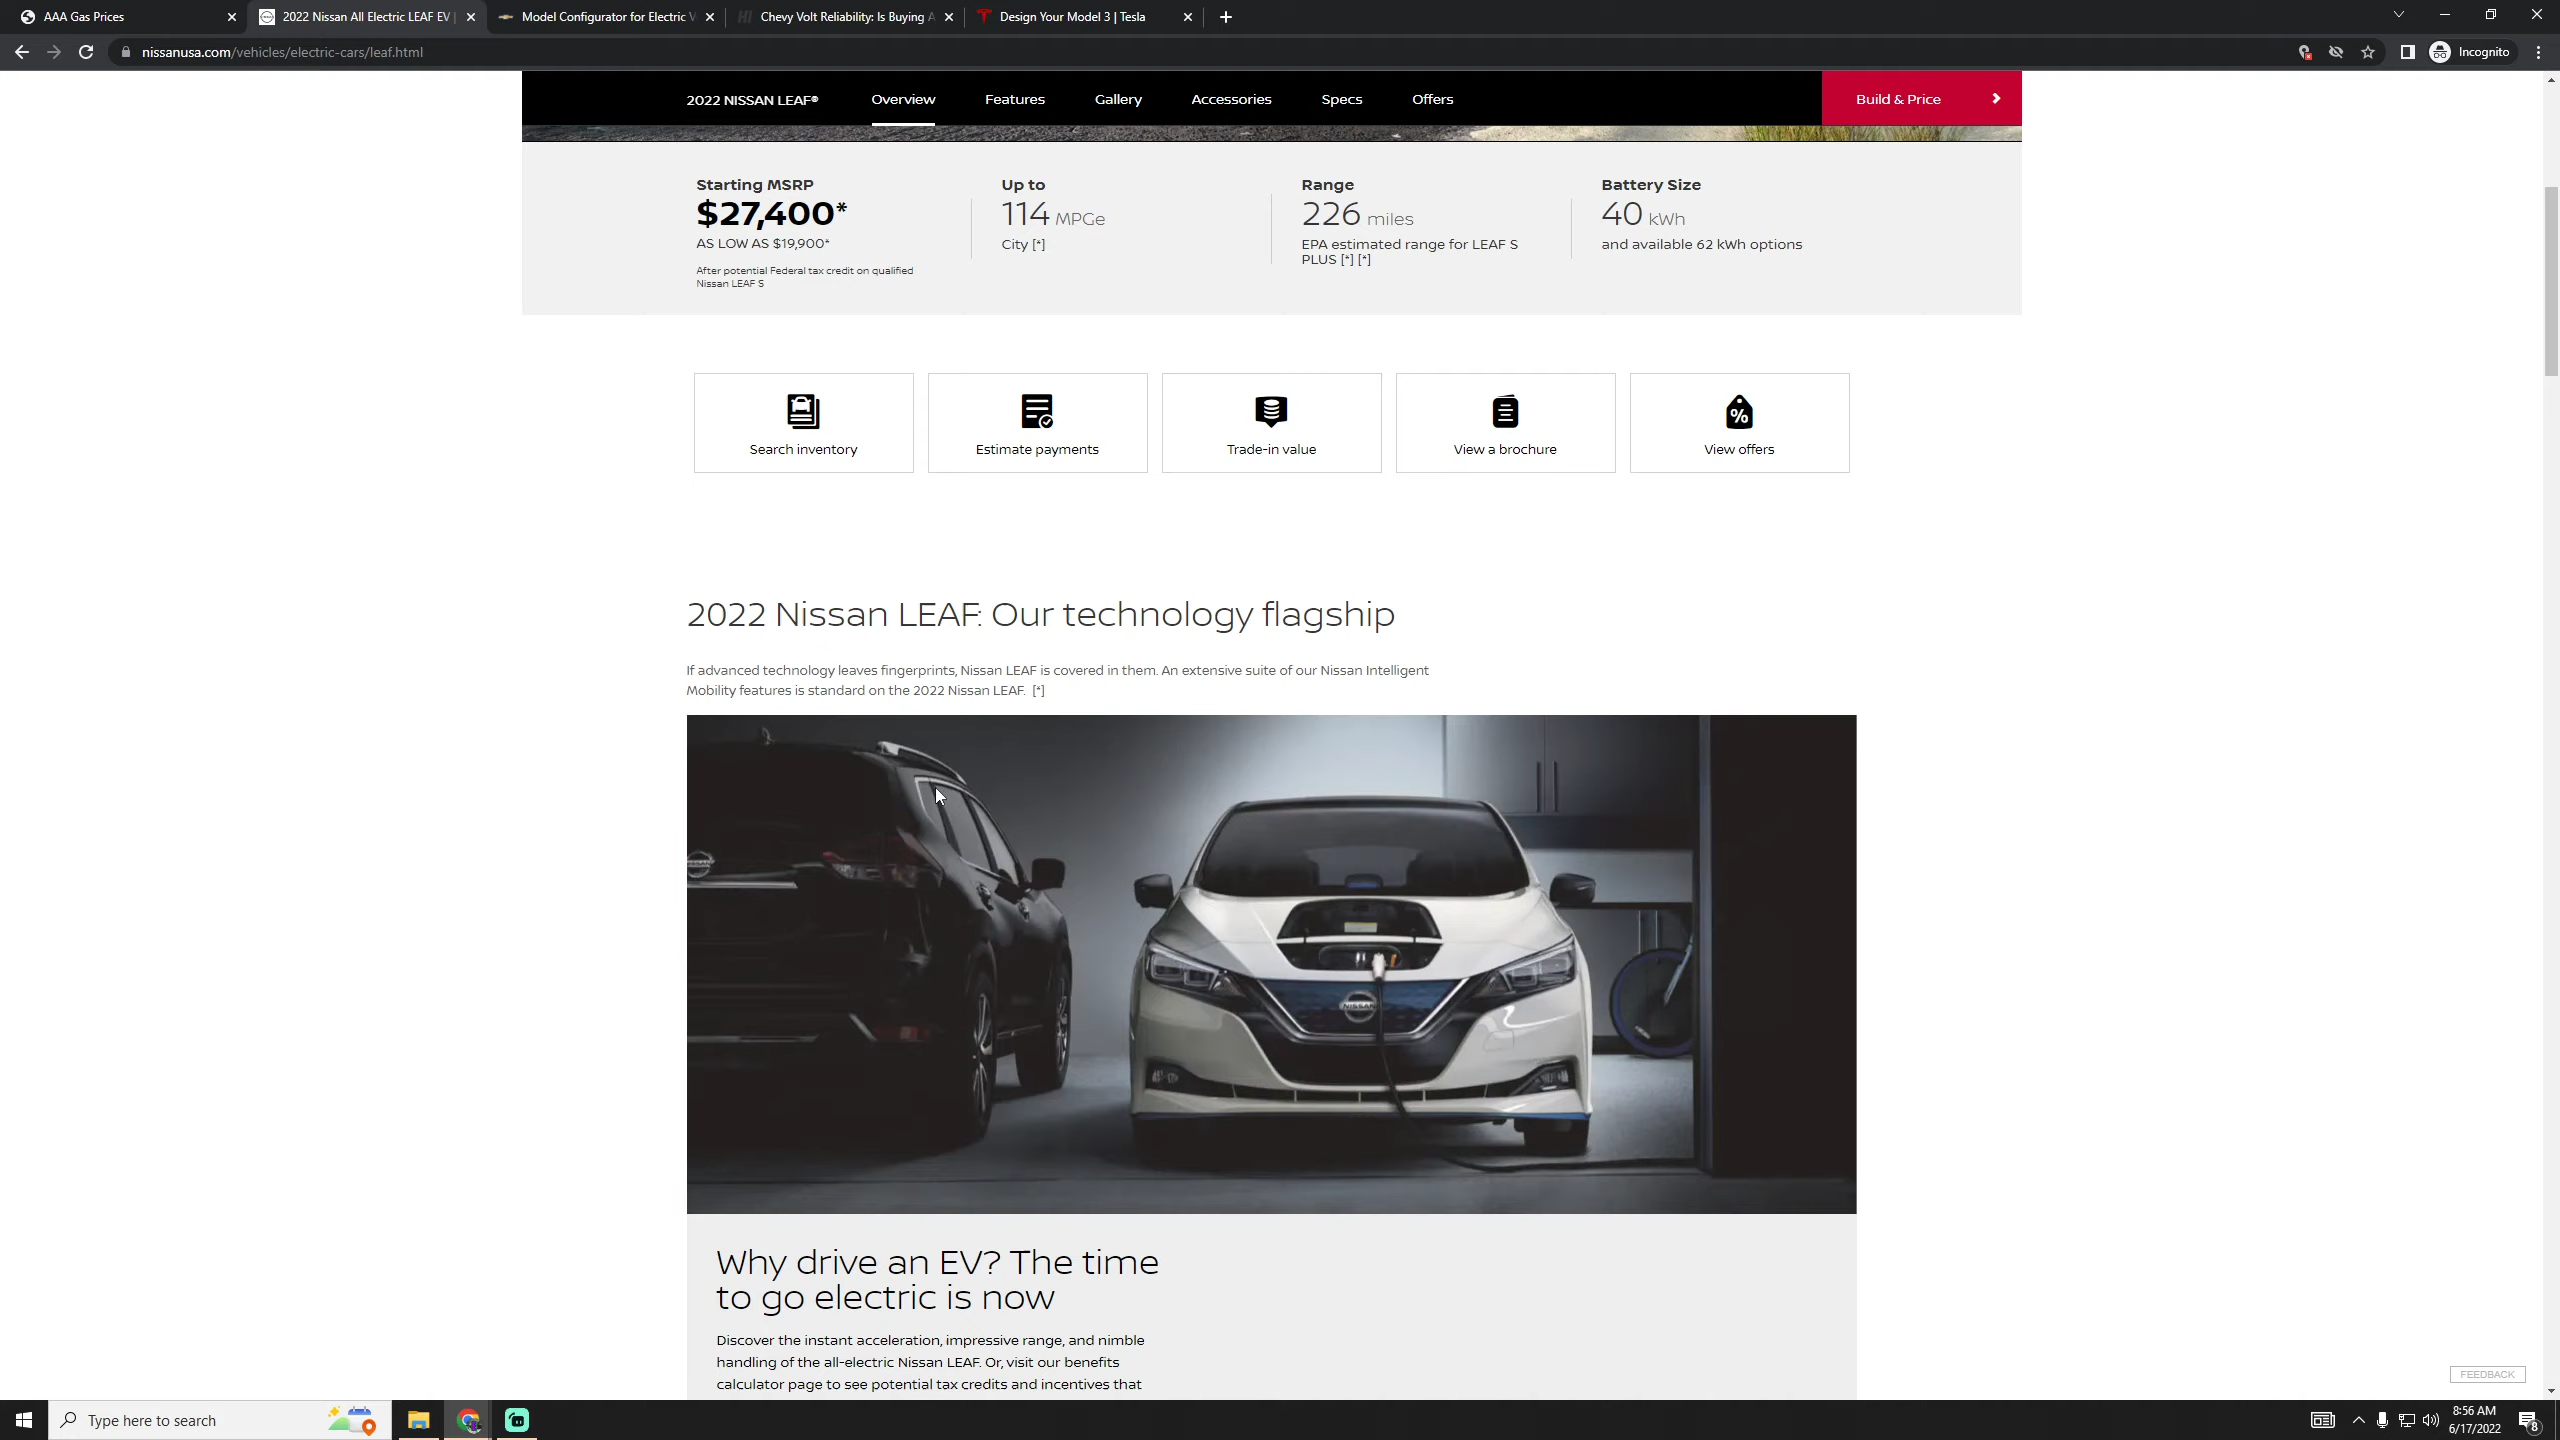 AAA Gas Prices
2022 Nissan All Electric LEAF EV |
Model Configurator for Electric V
Chevy Volt Reliability: Is Buying A
Design Your Model 3 | Tesla
nissanusa.com/vehicles/electric-cars/leaf.html
Incognito
2022 NISSAN LEAF®
Overview
Features
Gallery
Accessories
Specs
Offers
Build & Price
Starting MSRP
$27,400*
AS LOW AS $19,900*
After potential Federal tax credit on qualified
Nissan LEAF S
Up to
114 MPGe
City [*]
Range
226 miles
EPA estimated range for LEAF S
PLUS [*] [*]
Battery Size
40 kWh
and available 62 kWh options
Search inventory
Estimate payments
Trade-in value
View a brochure
View offers
2022 Nissan LEAF: Our technology flagship
If advanced technology leaves fingerprints, Nissan LEAF is covered in them. An extensive suite of our Nissan Intelligent
Mobility features is standard on the 2022 Nissan LEAF. [*]
NISSAN
Why drive an EV? The time
to go electric is now
Discover the instant acceleration, impressive range, and nimble
handling of the all-electric Nissan LEAF. Or, visit our benefits
calculator page to see potential tax credits and incentives that
FEEDBACK
Type here to search
8:56 AM
6/17/2022
8